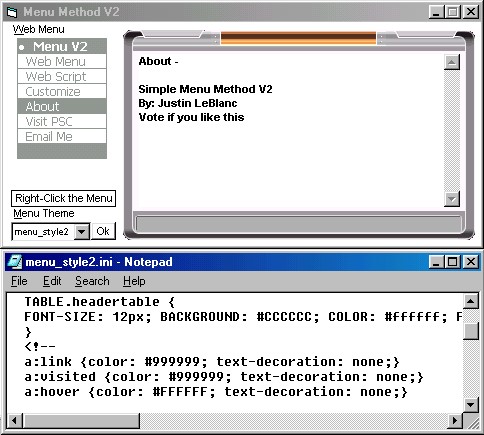 Menu Method V2
Web Menu
• Menu V2
Web Menu
Web Script
Customize
About
Visit PSC
Email Me
Right-Click the Menu
Menu Theme
menu_style2 Ok
About -
Simple Menu Method V2
By: Justin LeBlanc
Vote if you like this
menu_style2.ini - Notepad
File Edit Search Help
TABLE.headertable {
FONT-SIZE: 12px; BACKGROUND: #CCCCCC; COLOR: #ffffff; F
}
<!--
a:link {color: #999999; text-decoration: none;}
a:visited {color: #999999; text-decoration: none;}
a:hover {color: #FFFFFF; text-decoration: none;}